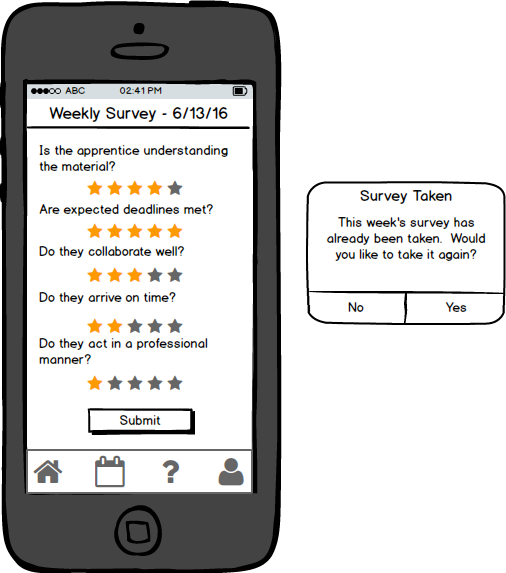 ABC 02:41 PM
Weekly Survey - 6/13/16
Is the apprentice understanding
the material?
Are expected deadlines met?
Do they collaborate well?
Do they arrive on time?
Do they act in a professional
manner?
Submit
?
Survey Taken
This week's survey has
already been taken. Would
you like to take it again?
No Yes